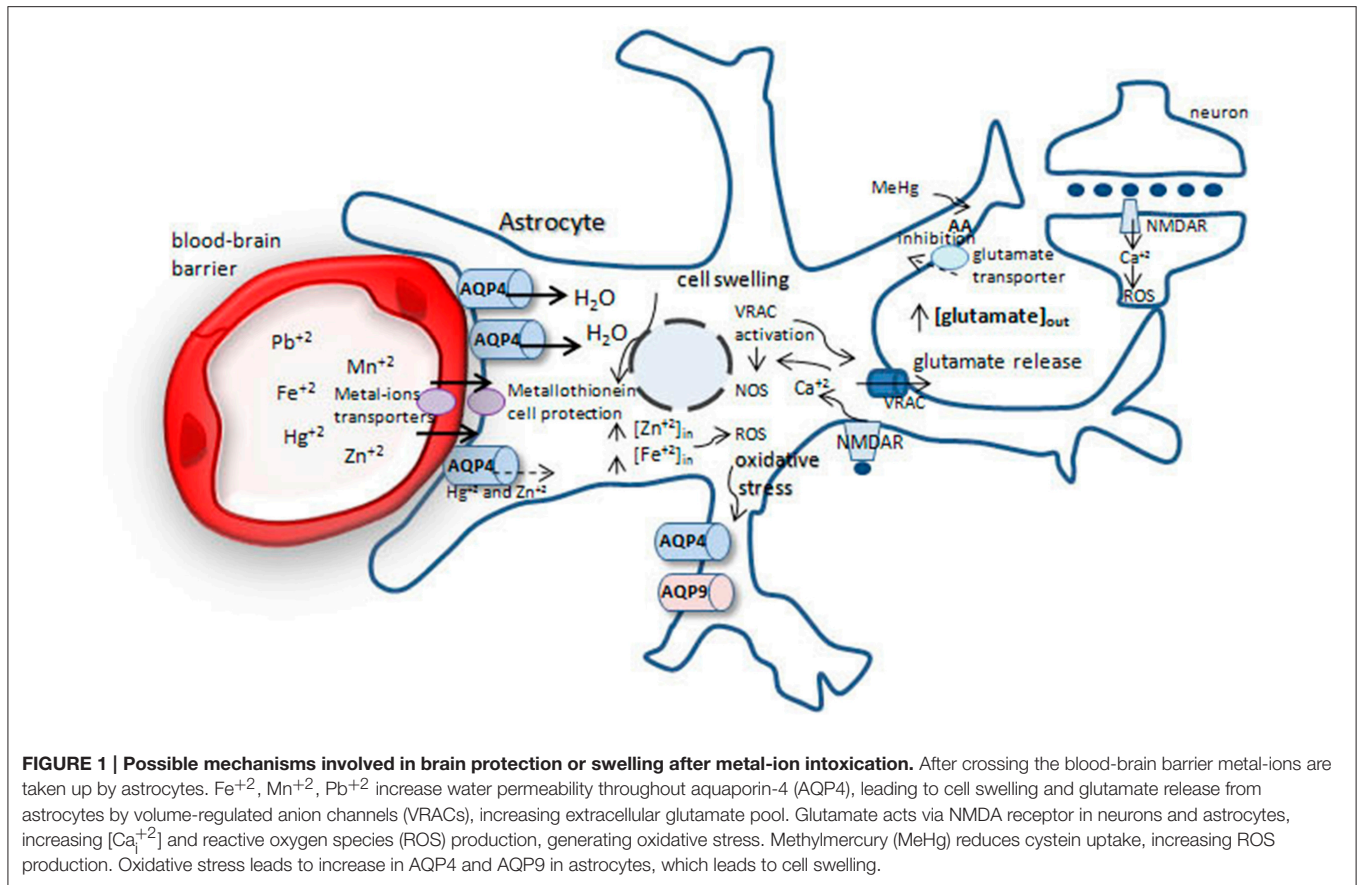 neuron
MeHg
AA
inhibition
glutamate
transporter
NMDAR
Ca+2
ROS
Astrocyte
blood-brain
barrier
AQP4
H2O
AQP4
H2O
cell swelling
VRAC
activation
NOS
Ca+2
↑ [glutamate]out
glutamate release
VRAC
NMDAR
Pb+2
Mn+2
Fe+2
Metal-ions
transporters
Hg+2
Zn+2
Metallothionein
cell protection
↑ [Zn+2]in
↑ [Fe+2]in
ROS
oxidative
stress
AQP4
Hg+2 and Zn+2
AQP4
AQP9
FIGURE 1 | Possible mechanisms involved in brain protection or swelling after metal-ion intoxication. After crossing the blood-brain barrier metal-ions are
taken up by astrocytes. Fe+2, Mn+2, Pb+2 increase water permeability throughout aquaporin-4 (AQP4), leading to cell swelling and glutamate release from
astrocytes by volume-regulated anion channels (VRACs), increasing extracellular glutamate pool. Glutamate acts via NMDA receptor in neurons and astrocytes,
increasing [Ca+2i] and reactive oxygen species (ROS) production, generating oxidative stress. Methylmercury (MeHg) reduces cystein uptake, increasing ROS
production. Oxidative stress leads to increase in AQP4 and AQP9 in astrocytes, which leads to cell swelling.